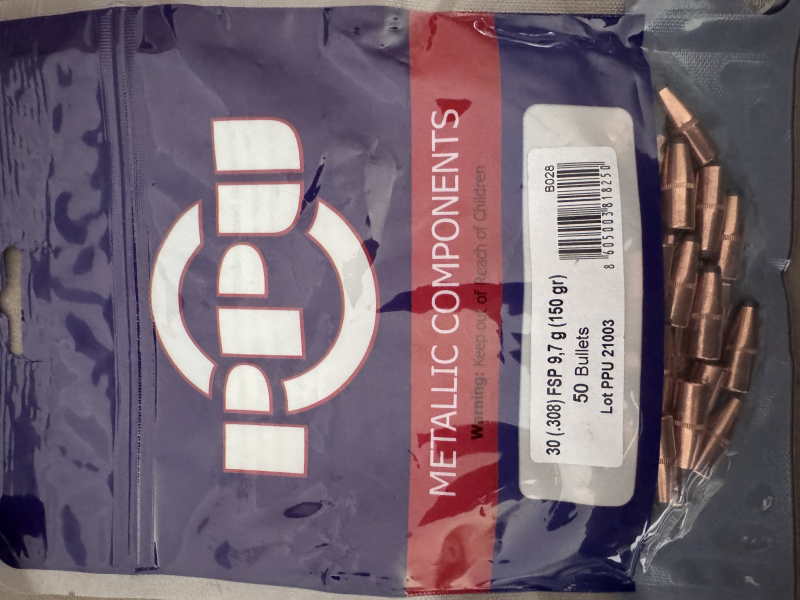 PPU
METALLIC COMPONENTS
Warning: Keep out of Reach of Children
30 (.308) FSP 9,7 g (150 gr)
50 Bullets
Lot PPU 21003
B028
8 605003 818250